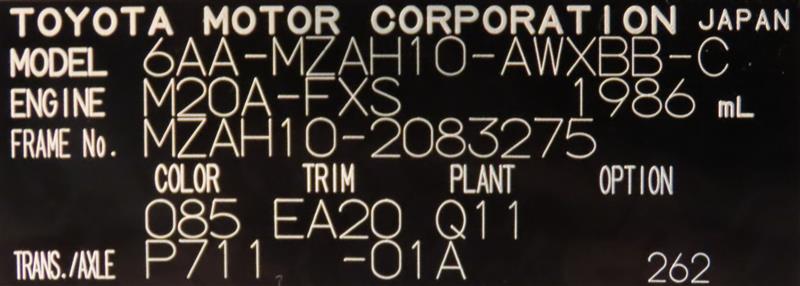 TOYOTA MOTOR CORPORATION JAPAN
MODEL 6AA-MZAH10-AWXBB-C
ENGINE M20A-FXS 1986 mL
FRAME No. MZAH10-2083275
COLOR TRIM PLANT OPTION
085 EA20 Q11
TRANS./AXLE P711 -01A 262